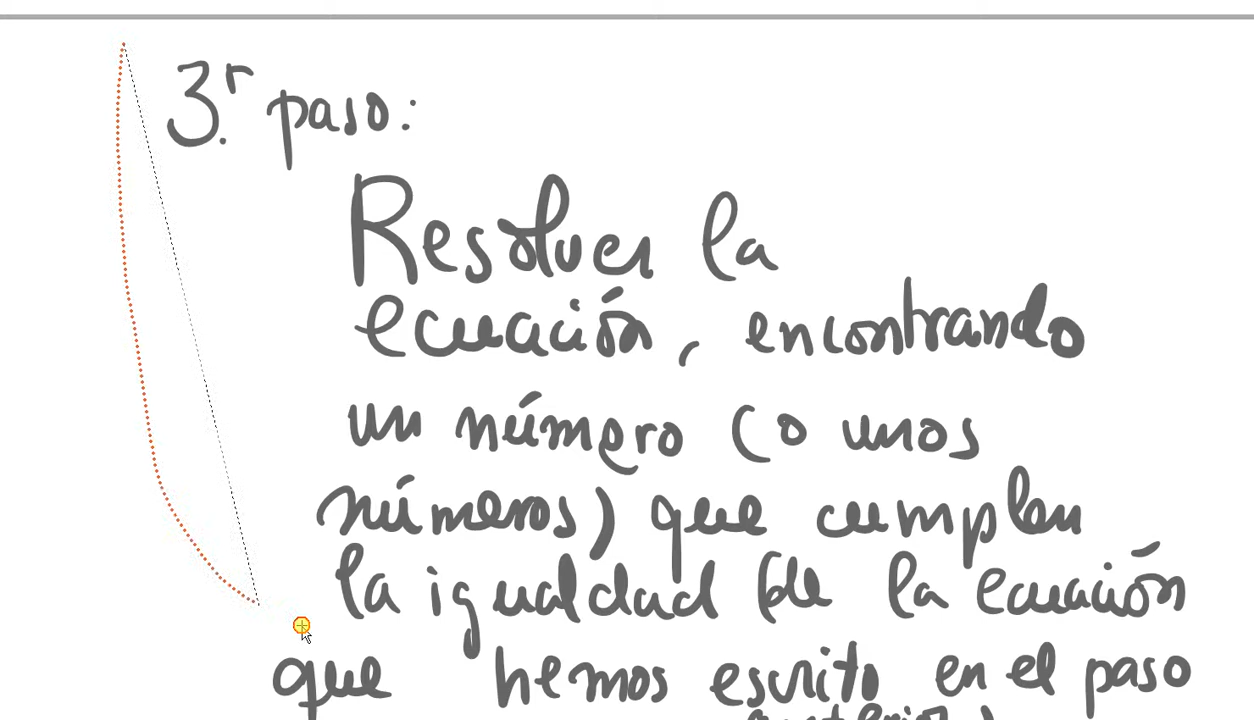 3.r paso:
Resolver la
ecuación, encontrando
un número (o unos
números) que cumplen
la igualdad de la ecuación
que hemos escrito en el paso